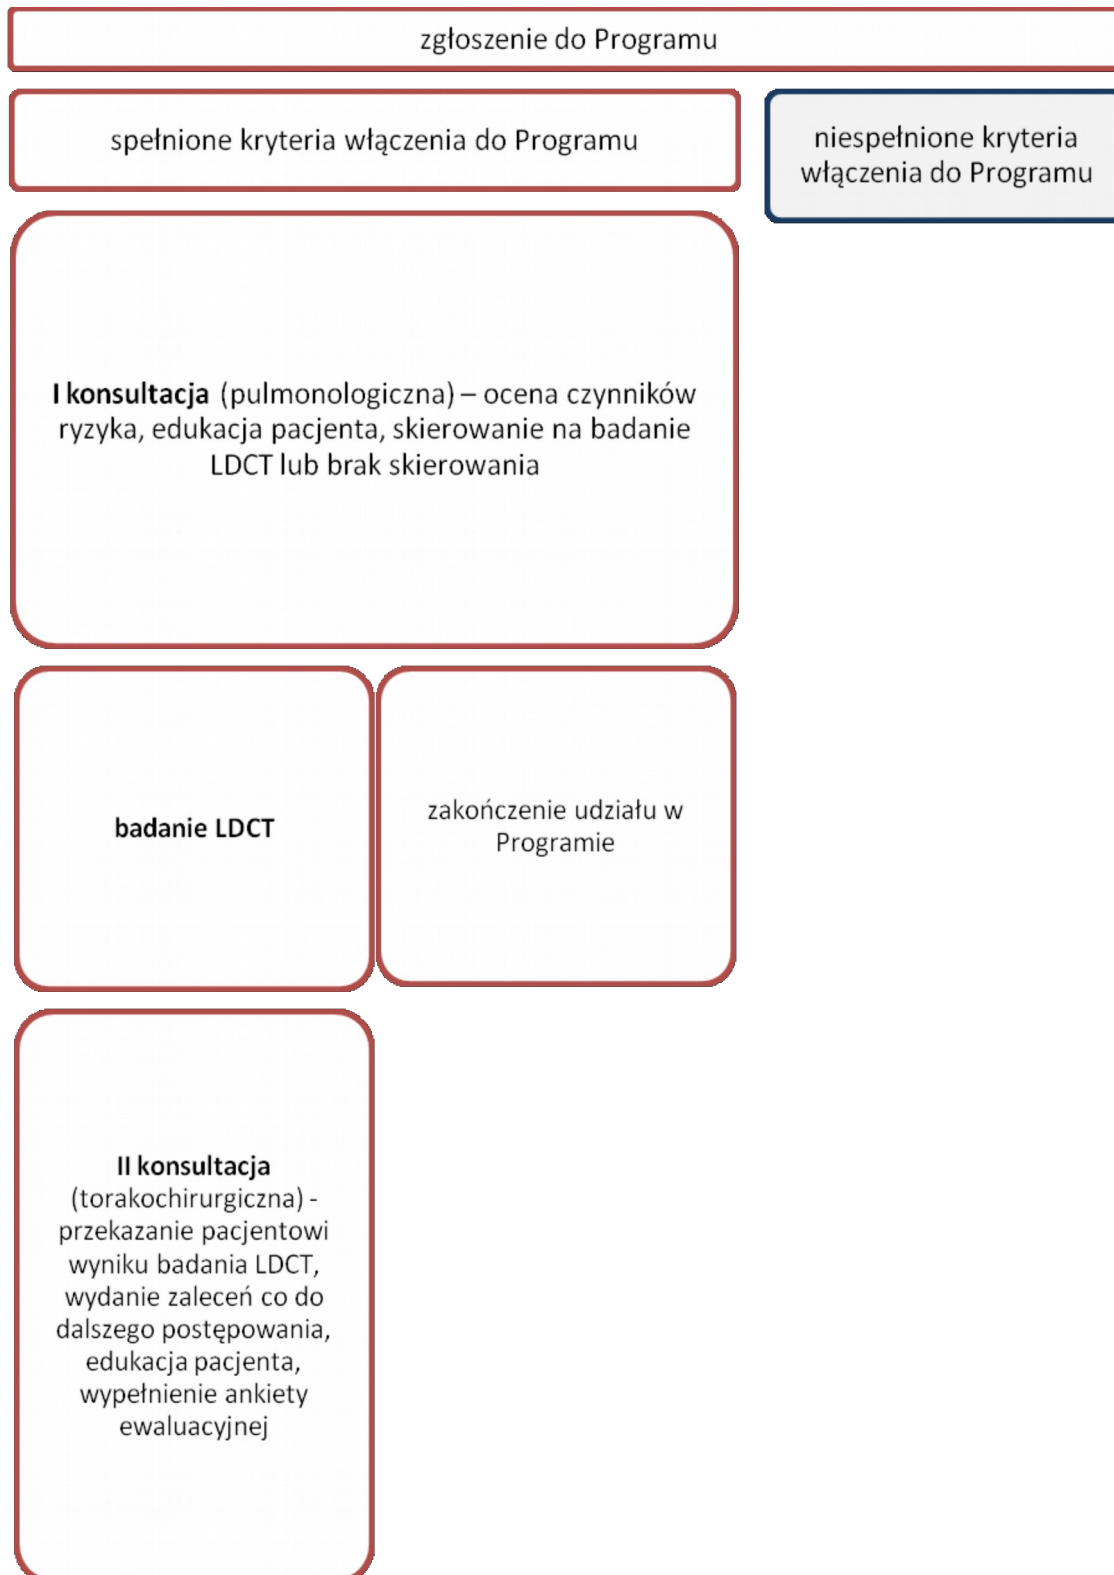 zgłoszenie do Programu
spełnione kryteria włączenia do Programu
niespełnione kryteria
włączenia do Programu
I konsultacja (pulmonologiczna) – ocena czynników
ryzyka, edukacja pacjenta, skierowanie na badanie
LDCT lub brak skierowania
badanie LDCT
zakończenie udziału w
Programie
II konsultacja
(torakochirurgiczna) -
przekazanie pacjentowi
wyniku badania LDCT,
wydanie zaleceń co do
dalszego postępowania,
edukacja pacjenta,
wypełnienie ankiety
ewaluacyjnej